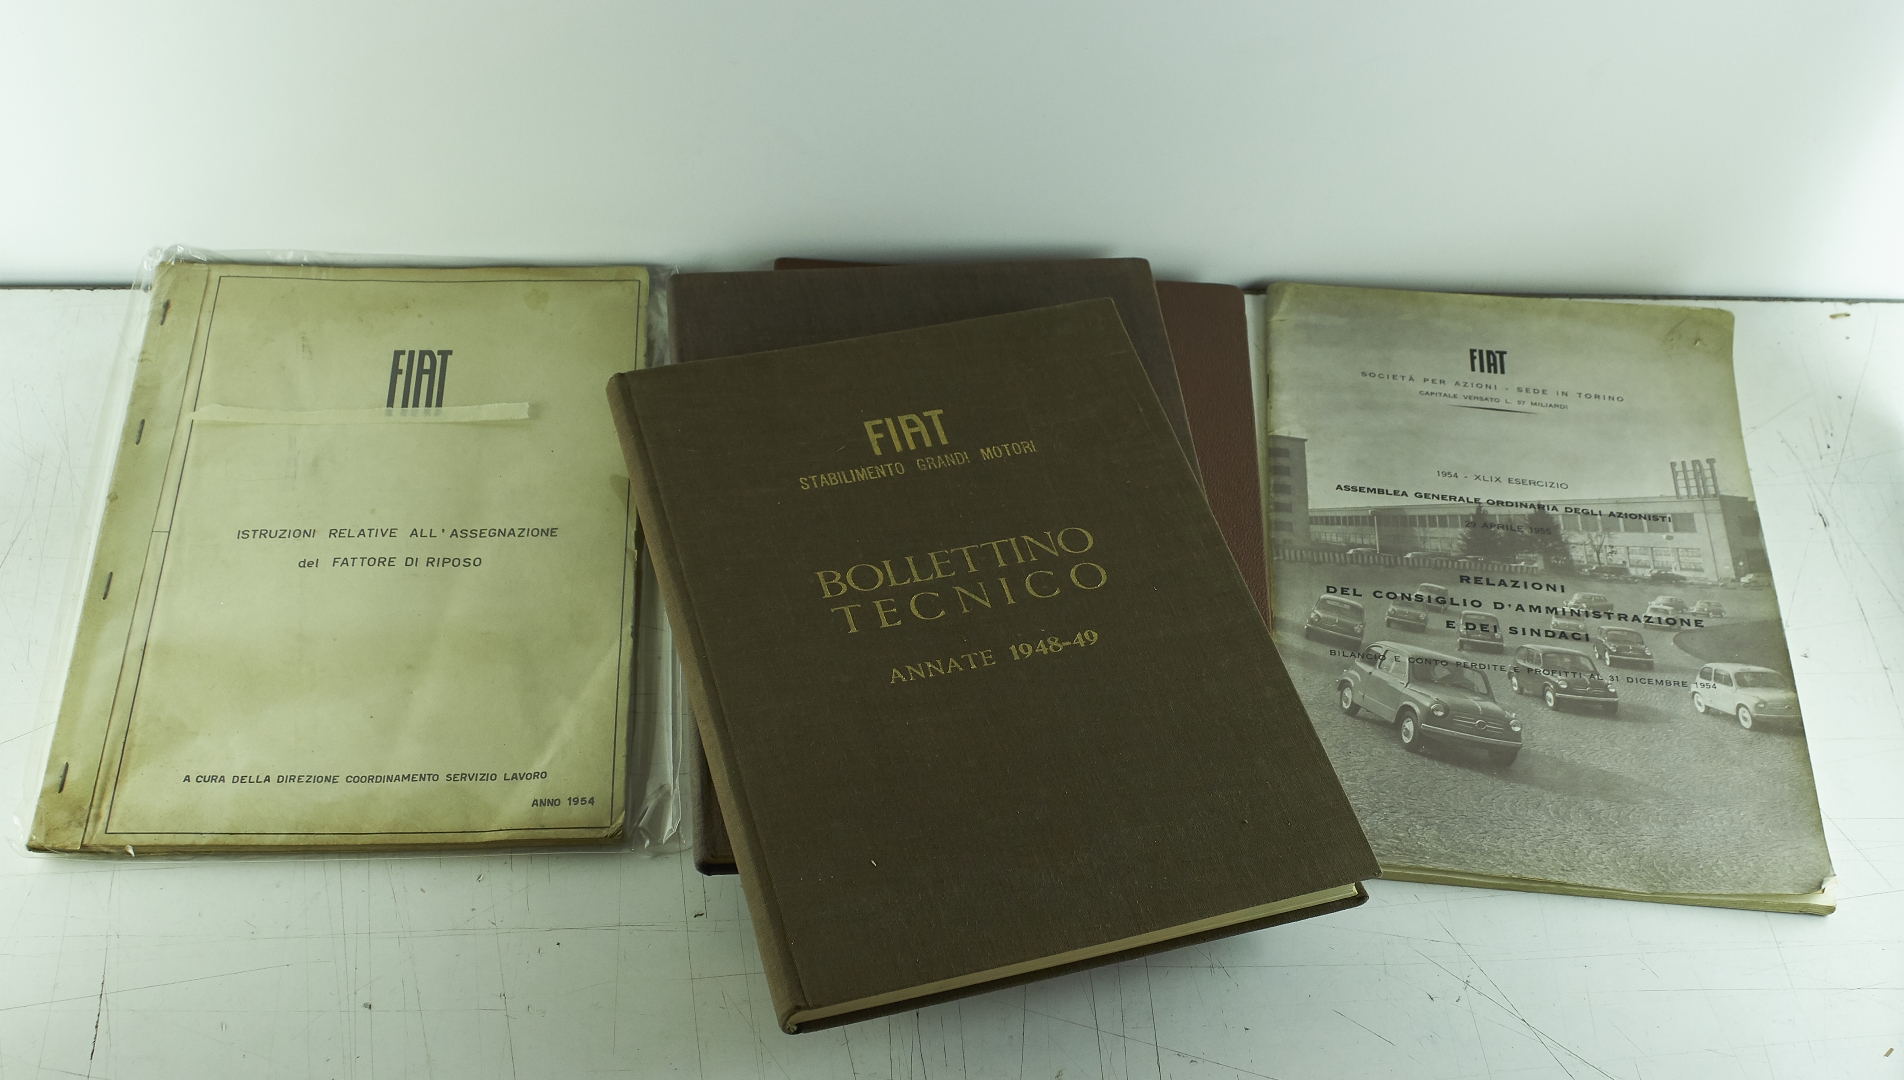 FIAT
ISTRUZIONI RELATIVE ALL'ASSEGNAZIONE
del FATTORE DI RIPOSO
A CURA DELLA DIREZIONE COORDINAMENTO SERVIZIO LAVORO
ANNO 1954
FIAT
STABILIMENTO GRANDI MOTORI
BOLLETTINO
TECNICO
ANNATE 1948-49
FIAT
SOCIETÀ PER AZIONI - SEDE IN TORINO
CAPITALE VERSATO L. 57 MILIARDI
FIAT
1954 - XLIX ESERCIZIO
ASSEMBLEA GENERALE ORDINARIA DEGLI AZIONISTI
29 APRILE 1955
RELAZIONI
DEL CONSIGLIO D'AMMINISTRAZIONE
E DEI SINDACI
BILANCIO E CONTO PERDITE E PROFITTI AL 31 DICEMBRE 1954